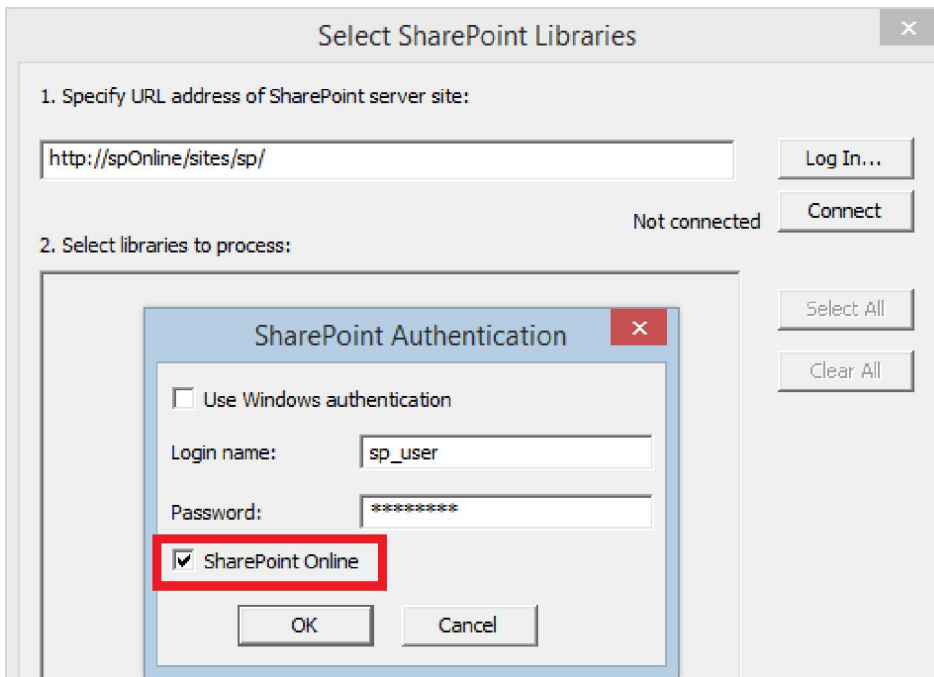 Select SharePoint Libraries
1. Specify URL address of SharePoint server site:
http://spOnline/sites/sp/
Log In...
Not connected
Connect
2. Select libraries to process:
Select All
Clear All
SharePoint Authentication
Use Windows authentication
Login name:
sp_user
Password:
********
SharePoint Online
OK
Cancel